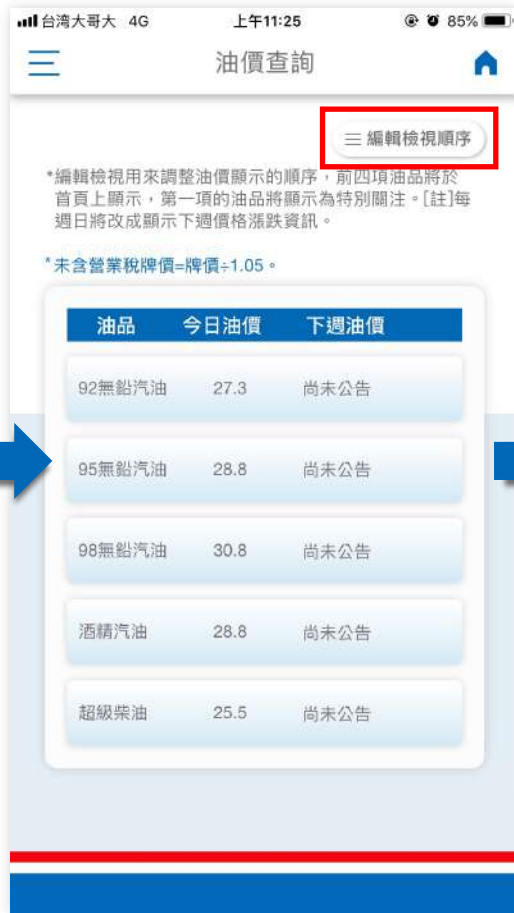 台湾大哥大 4G 上午11:25 85%
油價查詢
編輯檢視順序
*編輯檢視用來調整油價顯示的順序，前四項油品將於
首頁上顯示，第一項的油品將顯示為特別關注。[註]每
週日將改成顯示下週價格漲跌資訊。
*未含營業稅牌價=牌價÷1.05。
油品 今日油價 下週油價
92無鉛汽油 27.3 尚未公告
95無鉛汽油 28.8 尚未公告
98無鉛汽油 30.8 尚未公告
酒精汽油 28.8 尚未公告
超級柴油 25.5 尚未公告